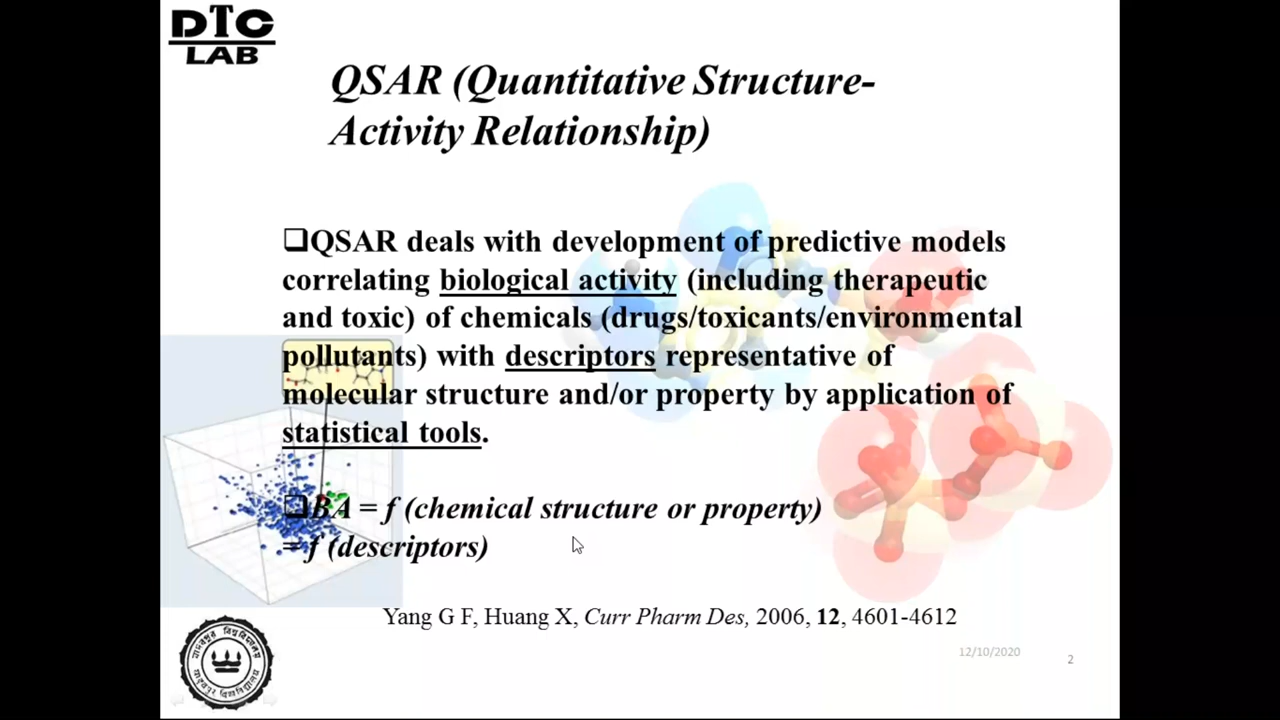 DTC
LAB
QSAR (Quantitative Structure-
Activity Relationship)
❑QSAR deals with development of predictive models
correlating biological activity (including therapeutic
and toxic) of chemicals (drugs/toxicants/environmental
pollutants) with descriptors representative of
molecular structure and/or property by application of
statistical tools.
❑BA = f (chemical structure or property)
= f (descriptors)
Yang G F, Huang X, Curr Pharm Des, 2006, 12, 4601-4612
12/10/2020
2